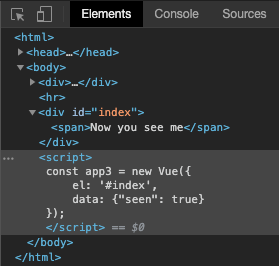 Elements Console Sources
<html>
<head>…</head>
<body>
<div>…</div>
<hr>
<div id="index">
<span>Now you see me</span>
</div>
<script>
const app3 = new Vue({
el: '#index',
data: {"seen": true}
});
</script> == $0
</body>
</html>